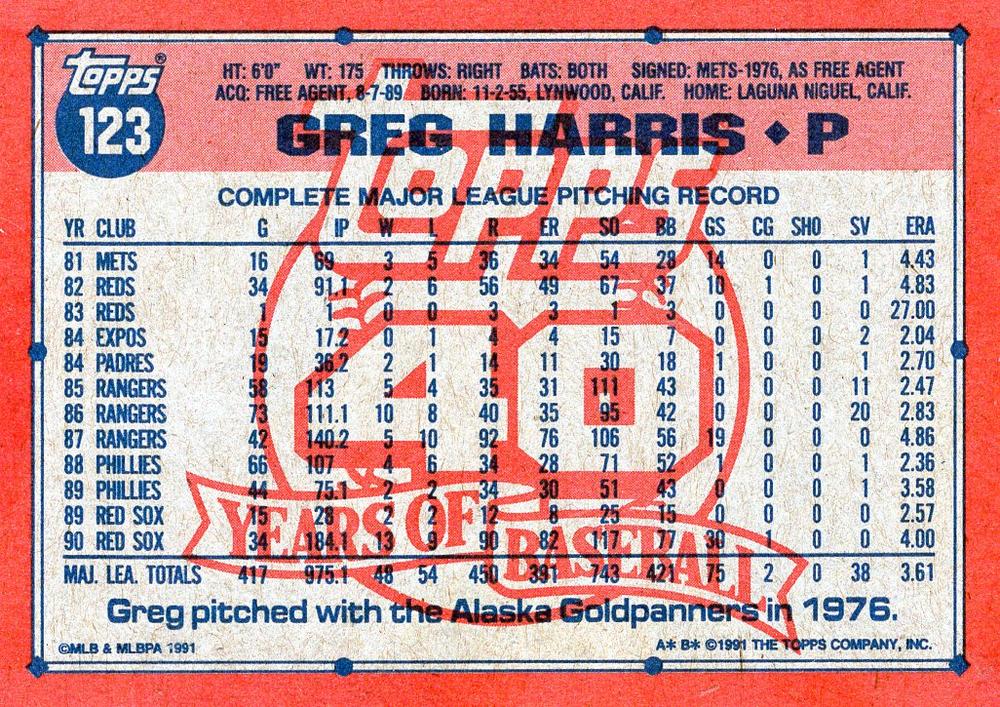 topps®
123
HT: 6'0" WT: 175 THROWS: RIGHT BATS: BOTH SIGNED: METS-1976, AS FREE AGENT
ACQ: FREE AGENT, 8-7-89 BORN: 11-2-55, LYNWOOD, CALIF. HOME: LAGUNA NIGUEL, CALIF.
GREG HARRIS ♦ P
COMPLETE MAJOR LEAGUE PITCHING RECORD
YR CLUB G IP W L R ER SO BB GS CG SHO SV ERA
81 METS 16 69 3 5 36 34 54 28 14 0 0 1 4.43
82 REDS 34 91.1 2 6 56 49 67 37 10 1 0 1 4.83
83 REDS 1 1 0 0 3 3 1 3 0 0 0 0 27.00
84 EXPOS 15 17.2 0 1 4 4 15 7 0 0 0 2 2.04
84 PADRES 19 36.2 2 1 14 11 30 18 1 0 0 1 2.70
85 RANGERS 58 113 5 4 35 31 111 43 0 0 0 11 2.47
86 RANGERS 73 111.1 10 8 40 35 95 42 0 0 0 20 2.83
87 RANGERS 42 140.2 5 10 92 76 106 56 19 0 0 0 4.86
88 PHILLIES 66 107 4 6 34 28 71 52 1 0 0 1 2.36
89 PHILLIES 44 75.1 2 2 34 30 51 43 0 0 0 1 3.58
89 RED SOX 15 28 2 2 12 8 25 15 0 0 0 0 2.57
90 RED SOX 34 184.1 13 9 90 82 117 77 30 1 0 0 4.00
MAJ. LEA. TOTALS 417 975.1 48 54 450 391 743 421 75 2 0 38 3.61
TOPPS
40
YEARS OF
BASEBALL
Greg pitched with the Alaska Goldpanners in 1976.
©MLB & MLBPA 1991
A* B* ©1991 THE TOPPS COMPANY, INC.